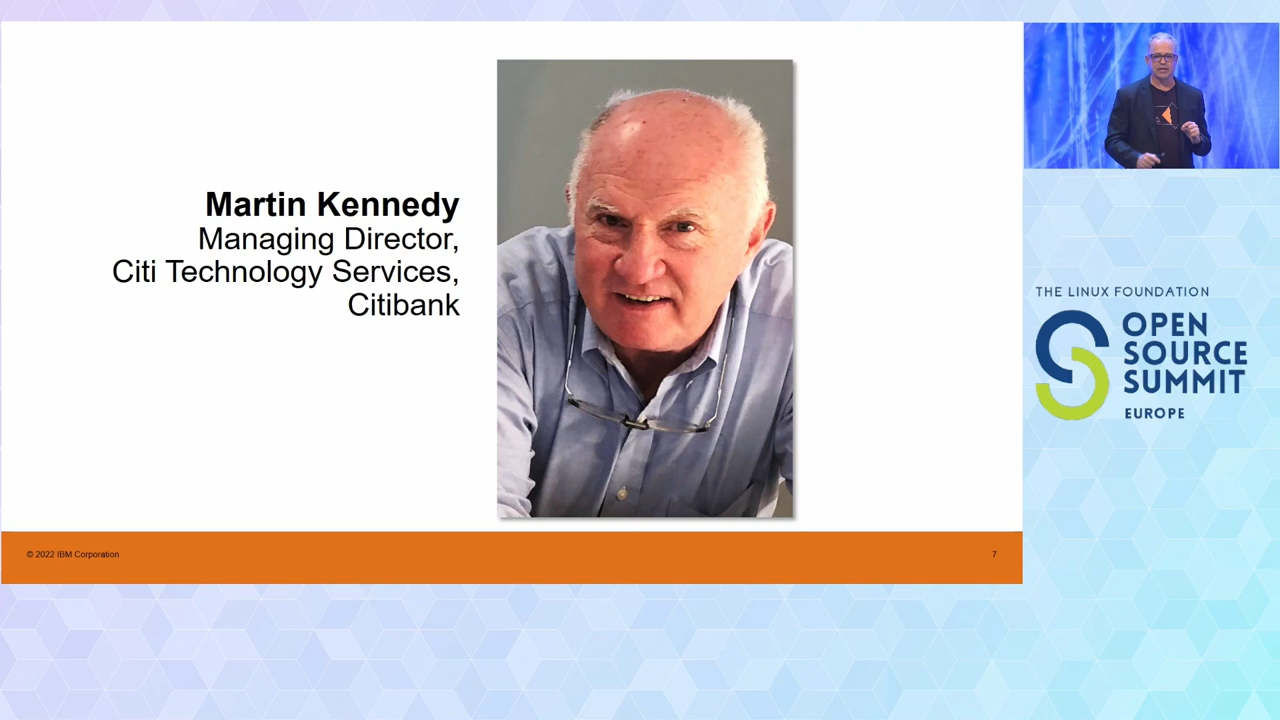 Martin Kennedy
Managing Director,
Citi Technology Services,
Citibank
© 2022 IBM Corporation
7
THE LINUX FOUNDATION
OPEN
SOURCE
SUMMIT
EUROPE